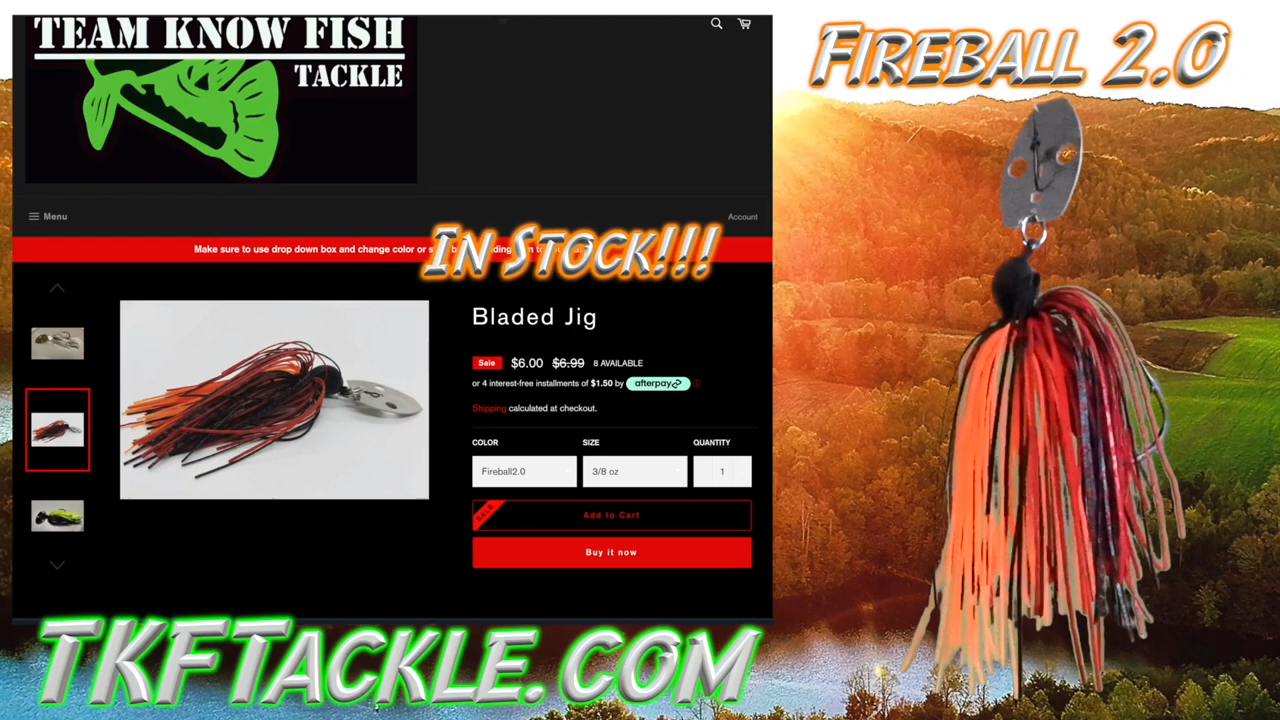 TEAM KNOW FISH
TACKLE
FIREBALL 2.0
Menu
Account
Make sure to use drop down box and change color or
IN STOCK!!!
Bladed Jig
Sale $6.00 $6.99 8 AVAILABLE
or 4 interest-free installments of $1.50 by afterpay
Shipping calculated at checkout.
COLOR SIZE QUANTITY
Fireball2.0 3/8 oz 1
SALE
Add to Cart
Buy it now
TKFTACKLE.COM